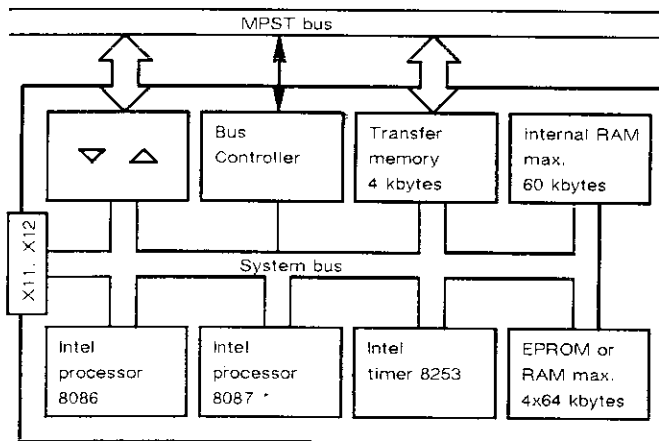 MPST bus
Bus
Controller
Transfer
memory
4 kbytes
internal RAM
max.
60 kbytes
X11, X12
System bus
Intel
processor
8086
Intel
processor
8087 *
Intel
timer 8253
EPROM or
RAM max.
4x64 kbytes